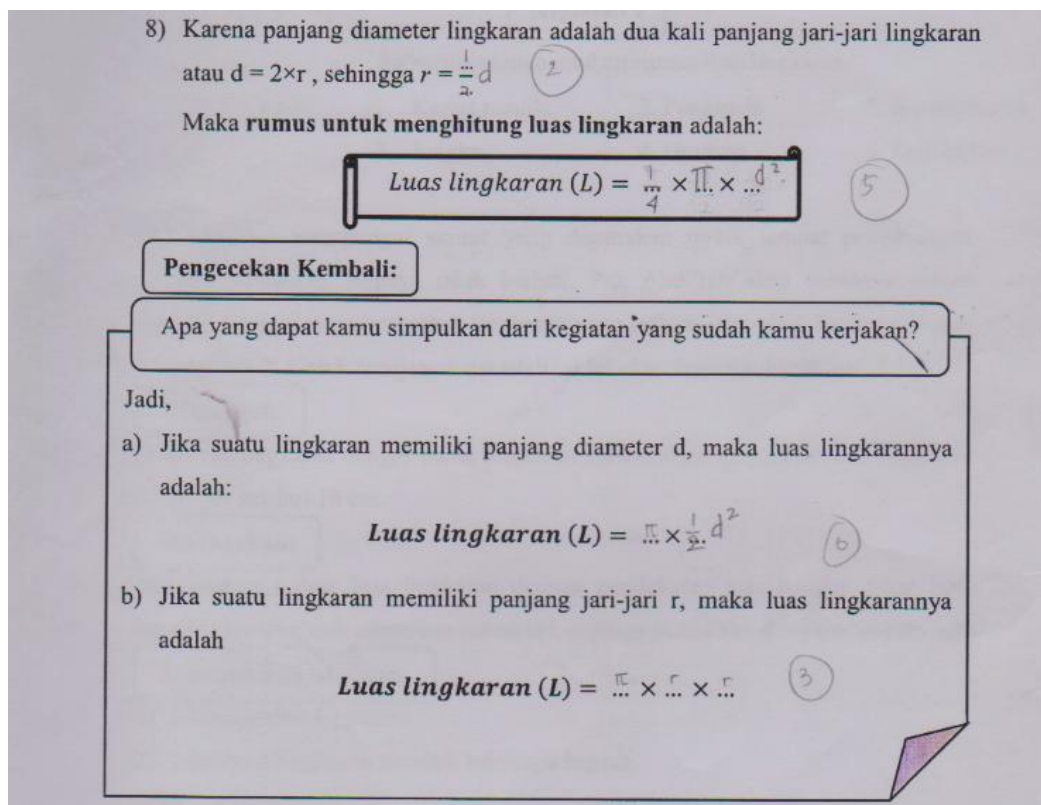 8) Karena panjang diameter lingkaran adalah dua kali panjang jari-jari lingkaran
atau d = 2×r , sehingga r = 1/2 d 2
Maka rumus untuk menghitung luas lingkaran adalah:
Luas lingkaran (L) = 1/4 × π × d² 5
Pengecekan Kembali:
Apa yang dapat kamu simpulkan dari kegiatan yang sudah kamu kerjakan?
Jadi,
a) Jika suatu lingkaran memiliki panjang diameter d, maka luas lingkarannya
adalah:
Luas lingkaran (L) = π × 1/2 d² 6
b) Jika suatu lingkaran memiliki panjang jari-jari r, maka luas lingkarannya
adalah
Luas lingkaran (L) = π × r × r 3